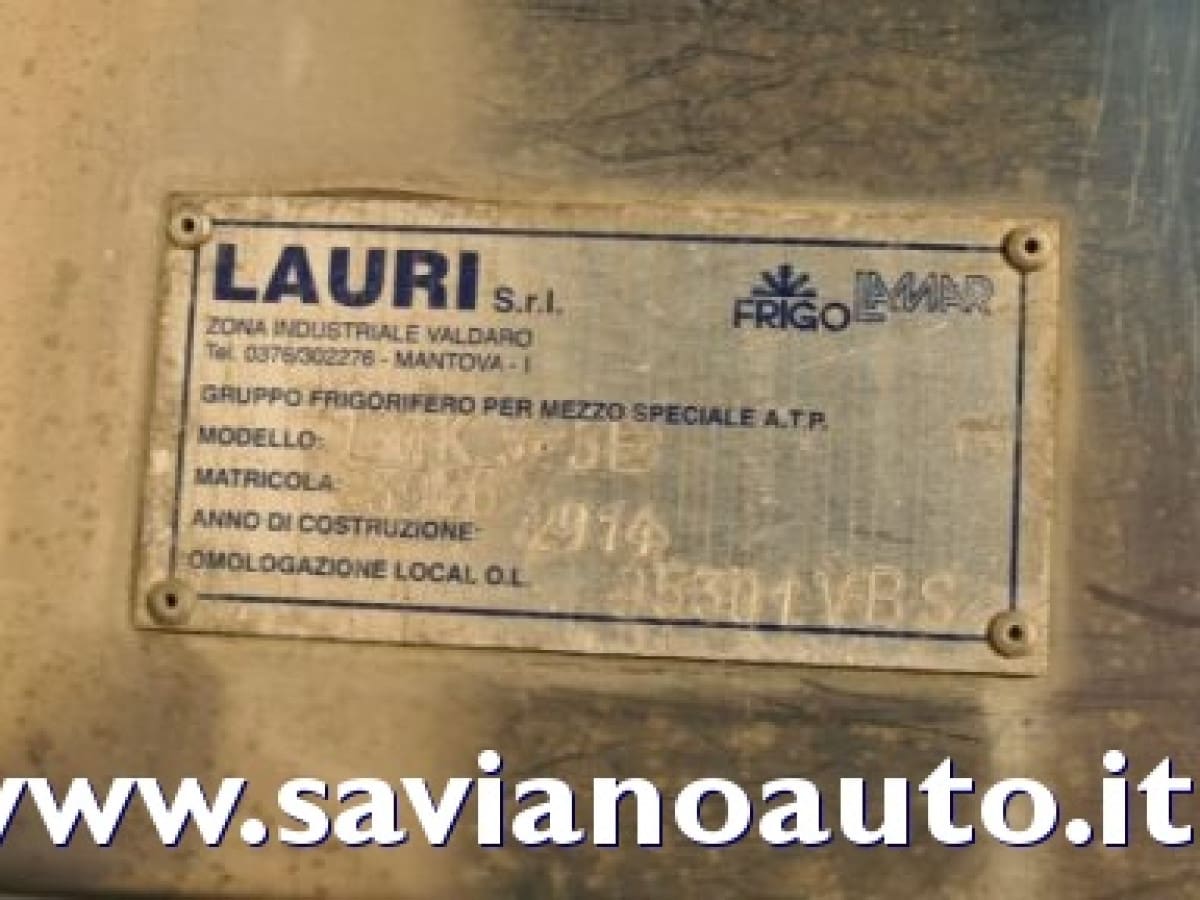 LAURI S.r.l.
FRIGO LAMAR
ZONA INDUSTRIALE VALDARO
Tel. 0376/302276 - MANTOVA - I
GRUPPO FRIGORIFERO PER MEZZO SPECIALE A.T.P.
MODELLO:
MATRICOLA:
ANNO DI COSTRUZIONE:
OMOLOGAZIONE LOCAL O.L.
www.savianoauto.it